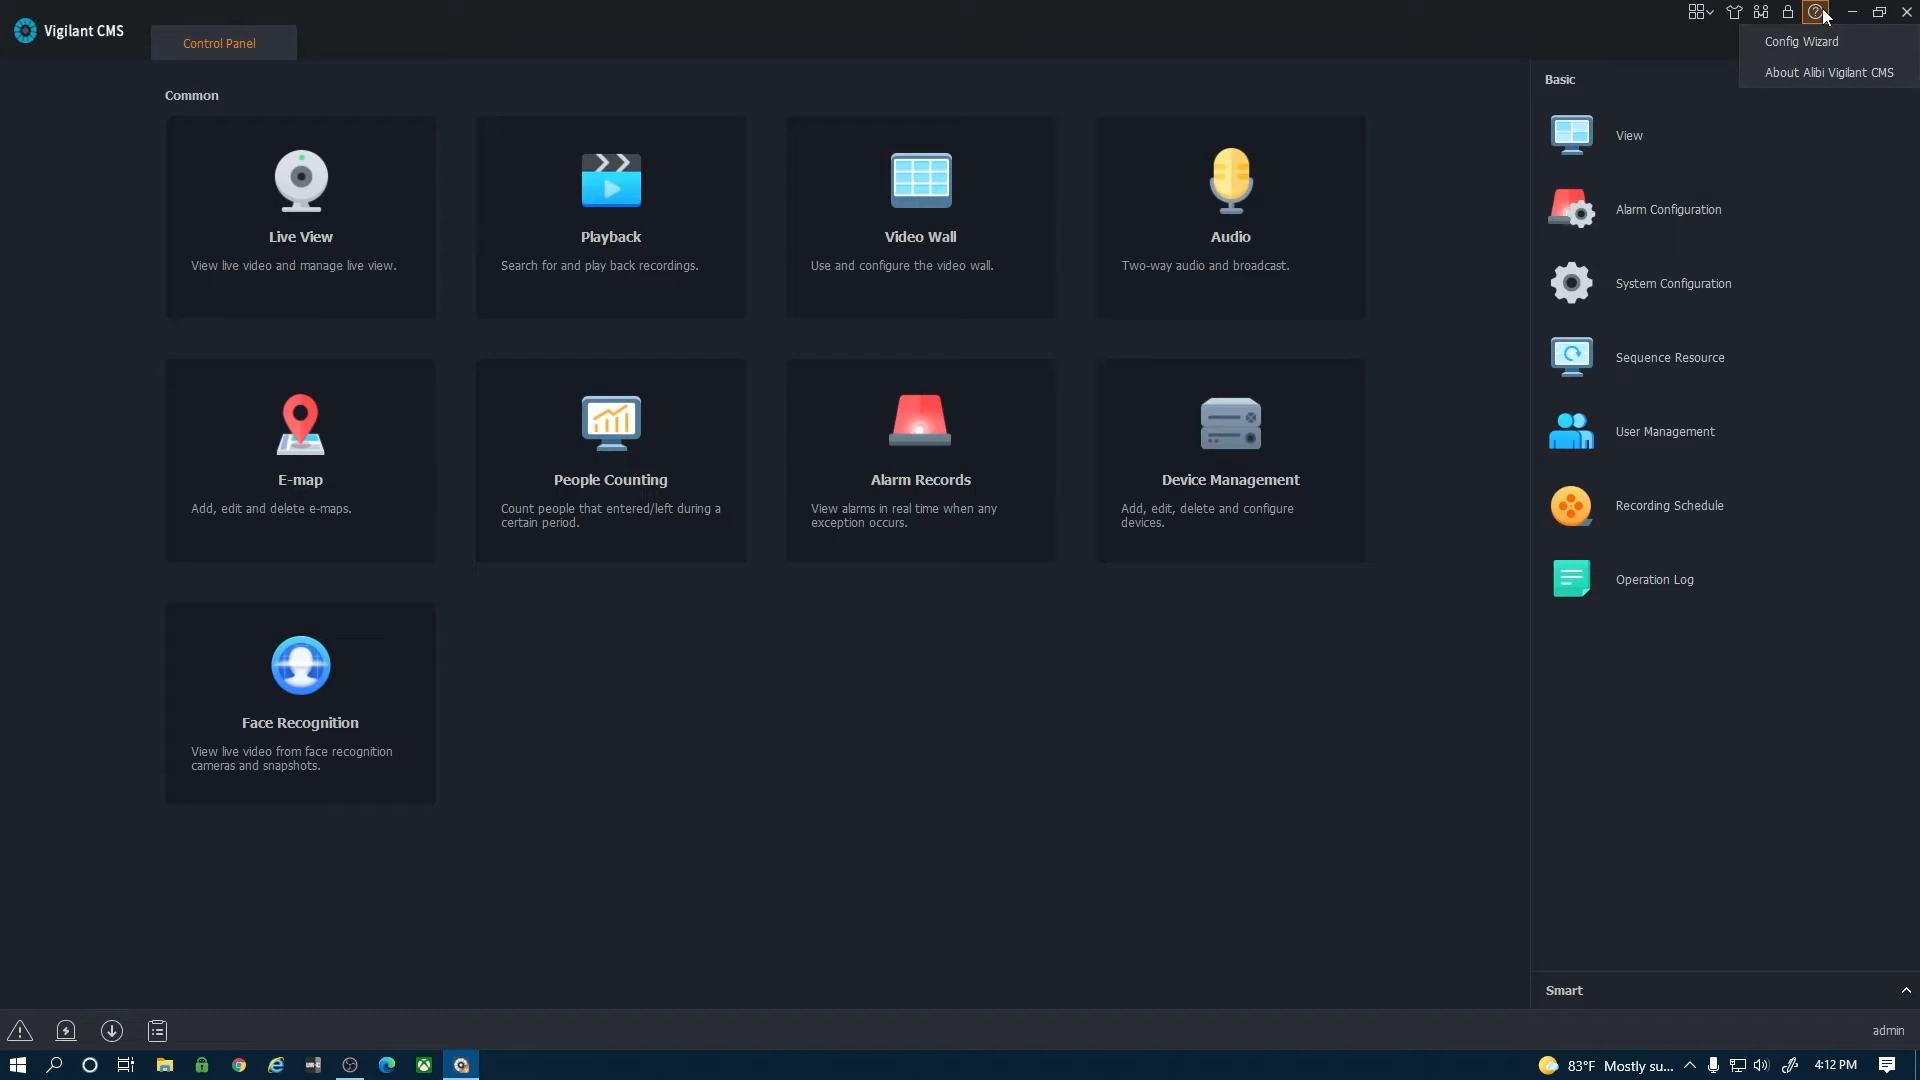 Vigilant CMS
Control Panel
Config Wizard
About Alibi Vigilant CMS
Common
Live View
View live video and manage live view.
Playback
Search for and play back recordings.
Video Wall
Use and configure the video wall.
Audio
Two-way audio and broadcast.
E-map
Add, edit and delete e-maps.
People Counting
Count people that entered/left during a
certain period.
Alarm Records
View alarms in real time when any
exception occurs.
Device Management
Add, edit, delete and configure
devices.
Face Recognition
View live video from face recognition
cameras and snapshots.
Basic
View
Alarm Configuration
System Configuration
Sequence Resource
User Management
Recording Schedule
Operation Log
Smart
admin
83°F Mostly su...
4:12 PM